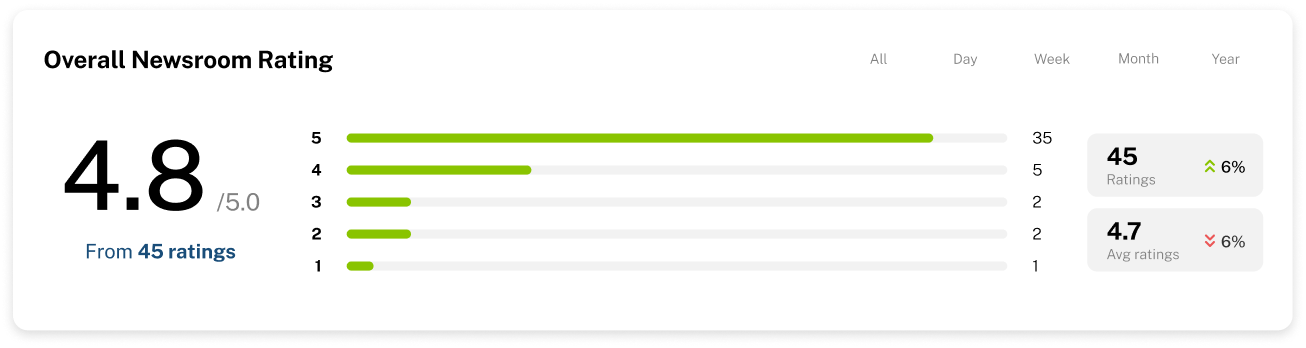 Overall Newsroom Rating
All Day Week Month Year
4.8 /5.0
From 45 ratings
5 35
4 5
3 2
2 2
1 1
45 6%
Ratings
4.7 6%
Avg ratings